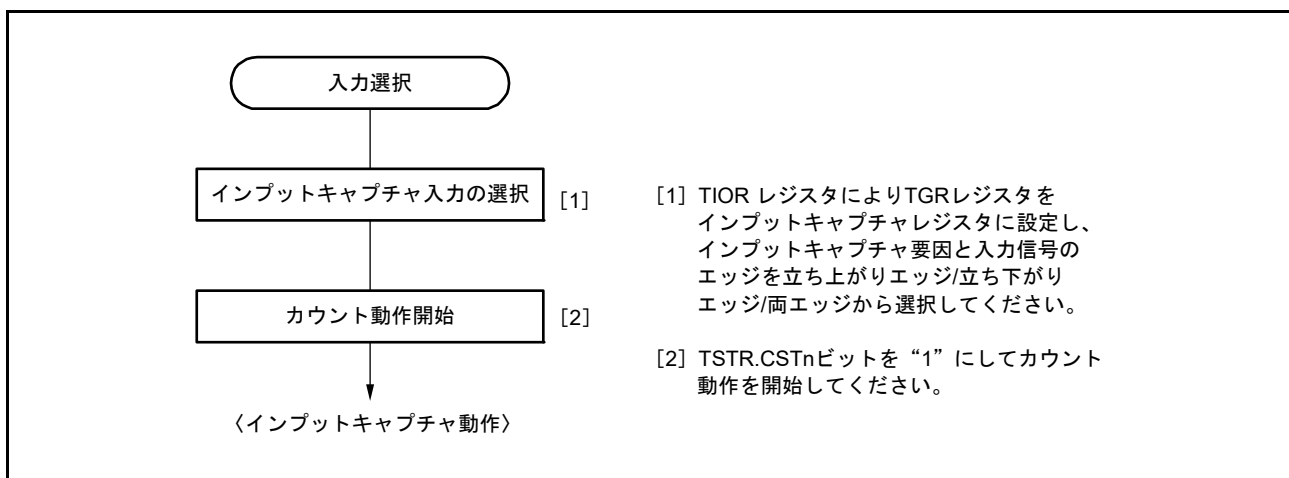 入力選択
インプットキャプチャ入力の選択 [1]
カウント動作開始 [2]
〈インプットキャプチャ動作〉
[1] TIOR レジスタによりTGRレジスタを
インプットキャプチャレジスタに設定し、
インプットキャプチャ要因と入力信号の
エッジを立ち上がりエッジ/立ち下がり
エッジ/両エッジから選択してください。
[2] TSTR.CSTnビットを“1”にしてカウント
動作を開始してください。